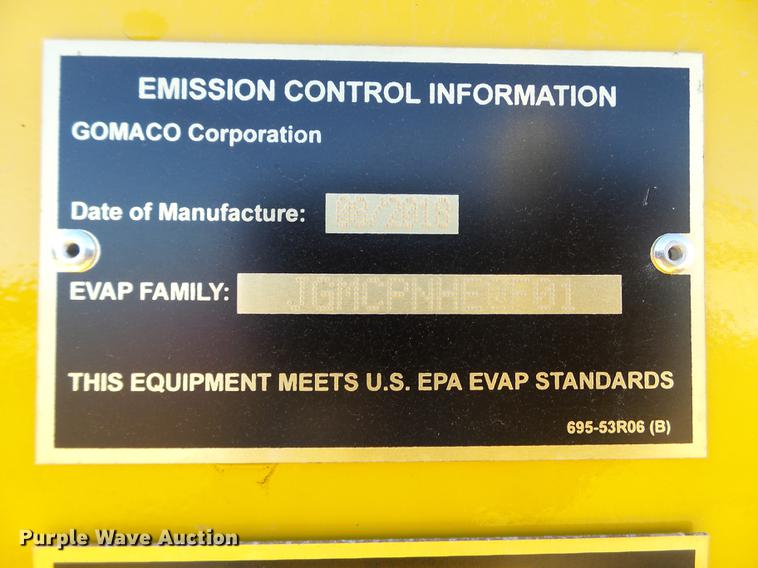 EMISSION CONTROL INFORMATION
GOMACO Corporation
Date of Manufacture:
EVAP FAMILY:
THIS EQUIPMENT MEETS U.S. EPA EVAP STANDARDS
695-53R06 (B)
Purple Wave Auction